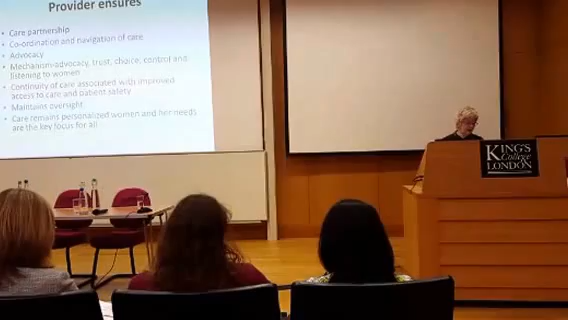 Provider ensures
• Care partnership
• Co-ordination and navigation of care
• Advocacy
• Mechanism-advocacy, trust, choice, control and
listening to women
• Continuity of care associated with improved
access to care and patient safety
• Maintains oversight
• Care remains personalized women and her needs
are the key focus for all
KING'S
College
LONDON